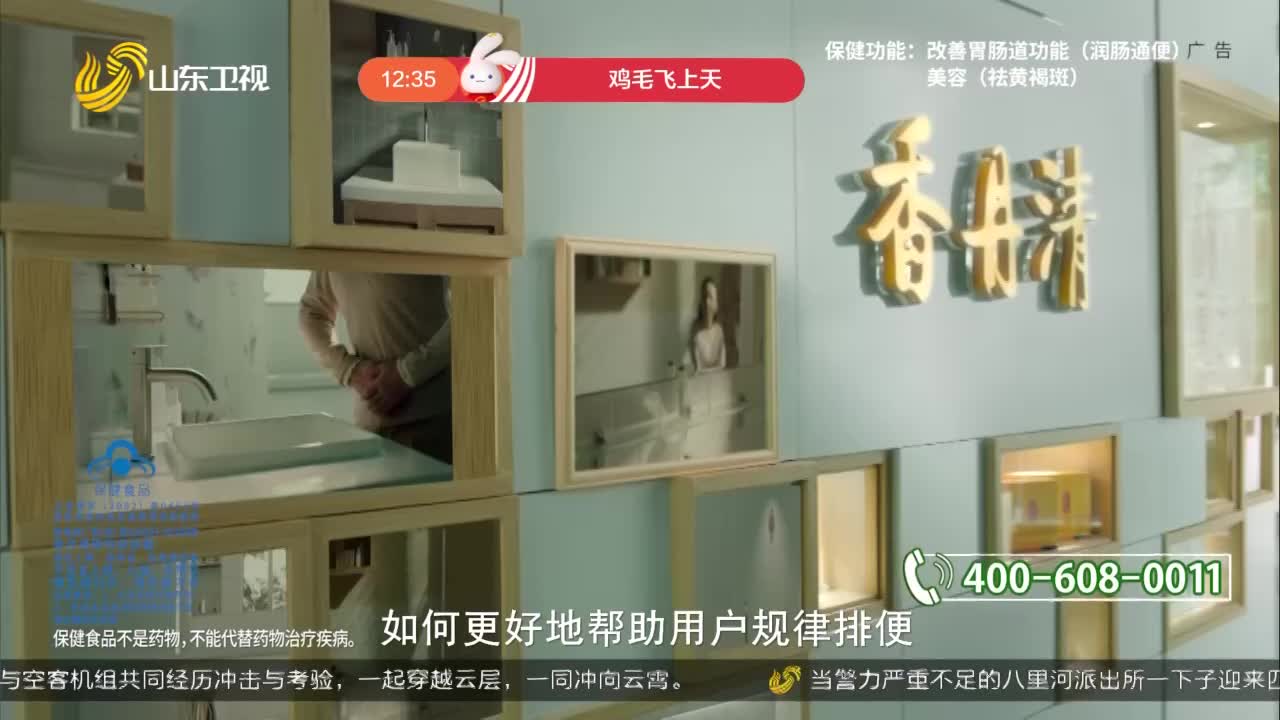 山东卫视
12:35
鸡毛飞上天
保健功能：改善胃肠道功能（润肠通便）广告
美容（祛黄褐斑）
香丹清
保健食品
400-608-0011
如何更好地帮助用户规律排便
保健食品不是药物，不能代替药物治疗疾病。
与空客机组共同经历冲击与考验，一起穿越云层，一同冲向云霄。
当警力严重不足的八里河派出所一下子迎来四